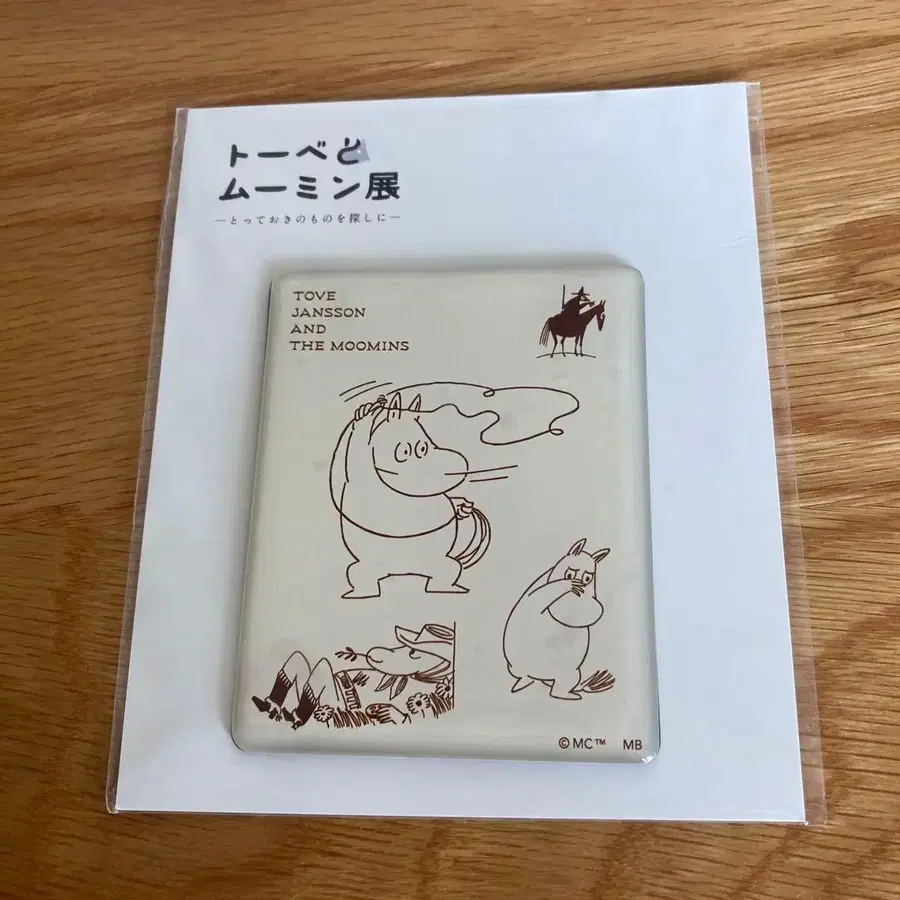 トーベと
ムーミン展
—とっておきのものを探しに—
TOVE
JANSSON
AND
THE MOOMINS
© MC™ MB